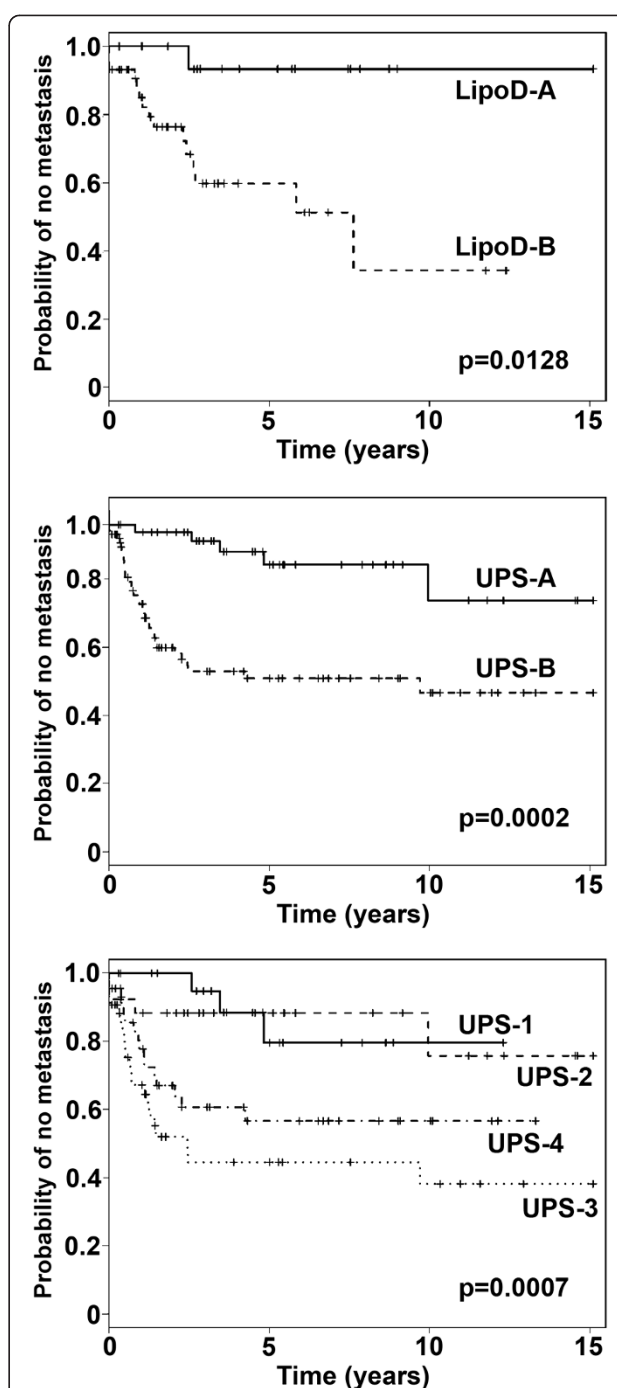 Probability of no metastasis
1.0
0.8
0.6
0.4
0.2
0
LipoD-A
LipoD-B
p=0.0128
0 5 10 15
Time (years)
Probability of no metastasis
1.0
0.8
0.6
0.4
0.2
0
UPS-A
UPS-B
p=0.0002
0 5 10 15
Time (years)
Probability of no metastasis
1.0
0.8
0.6
0.4
0.2
0
UPS-1
UPS-2
UPS-4
UPS-3
p=0.0007
0 5 10 15
Time (years)